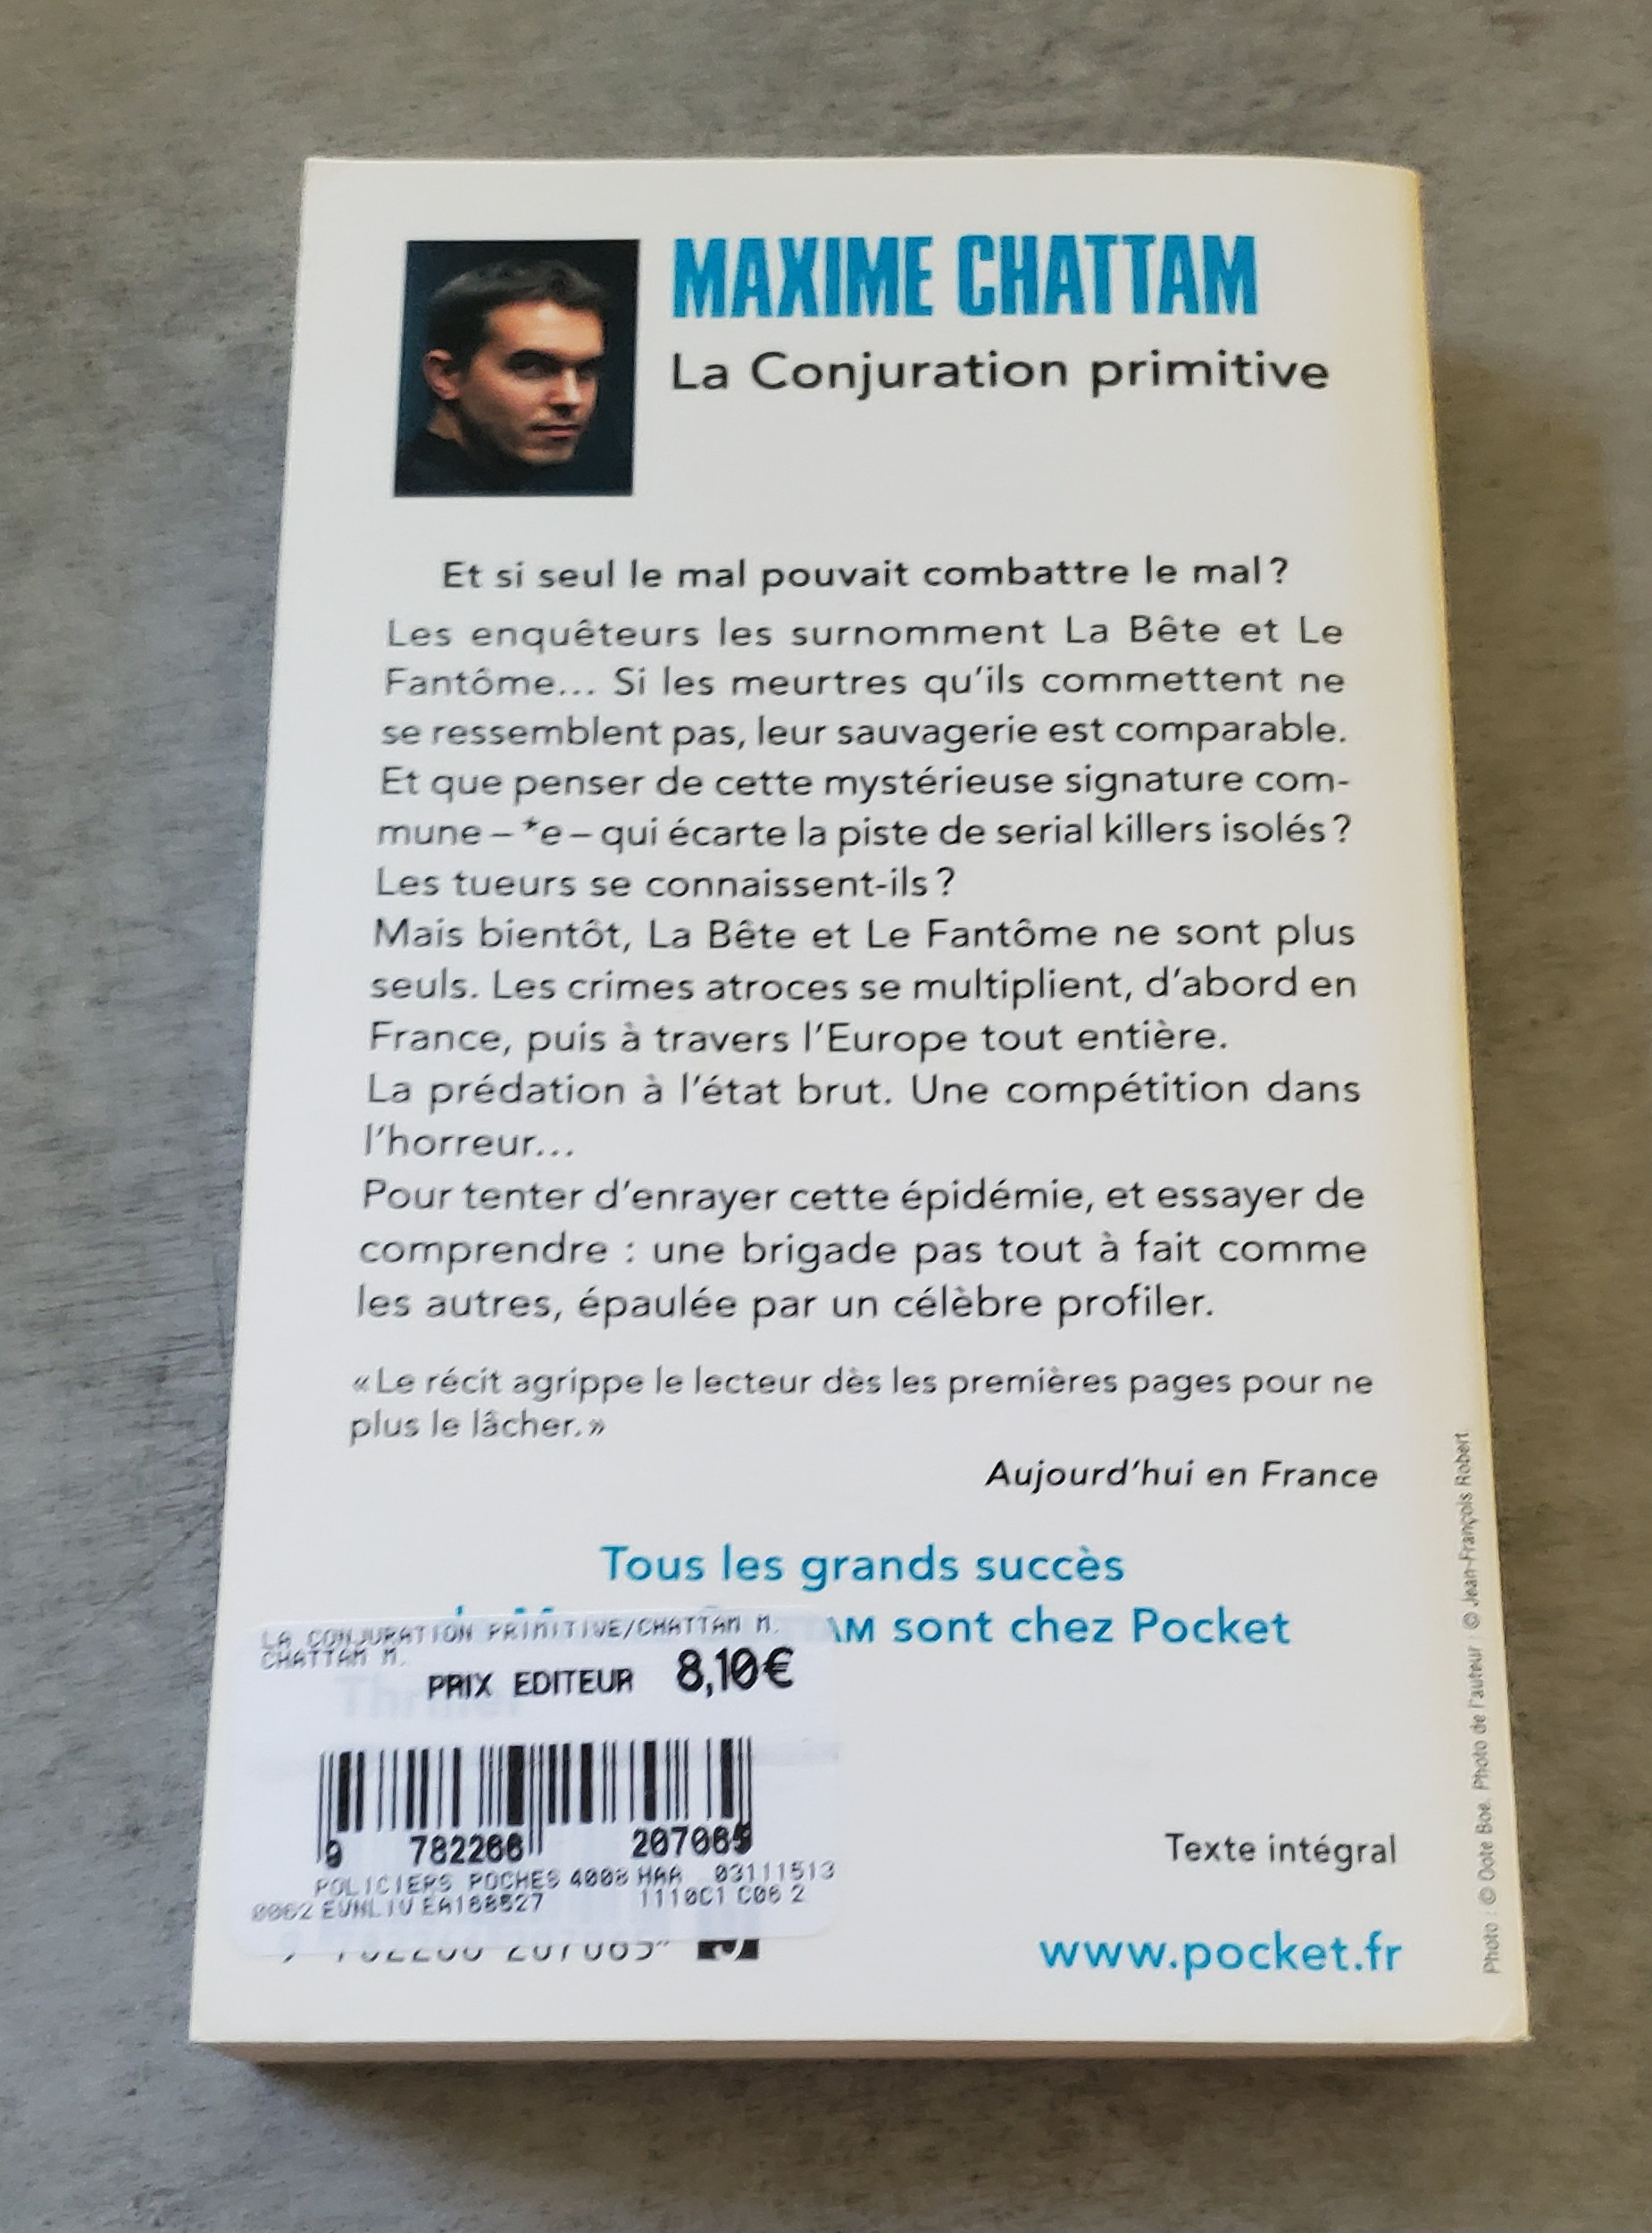 MAXIME CHATTAM
La Conjuration primitive
Et si seul le mal pouvait combattre le mal ?
Les enquêteurs les surnomment La Bête et Le
Fantôme... Si les meurtres qu'ils commettent ne
se ressemblent pas, leur sauvagerie est comparable.
Et que penser de cette mystérieuse signature com-
mune – *e – qui écarte la piste de serial killers isolés ?
Les tueurs se connaissent-ils ?
Mais bientôt, La Bête et Le Fantôme ne sont plus
seuls. Les crimes atroces se multiplient, d'abord en
France, puis à travers l'Europe tout entière.
La prédation à l'état brut. Une compétition dans
l'horreur...
Pour tenter d'enrayer cette épidémie, et essayer de
comprendre : une brigade pas tout à fait comme
les autres, épaulée par un célèbre profiler.
« Le récit agrippe le lecteur dès les premières pages pour ne
plus le lâcher. »
Aujourd'hui en France
Tous les grands succès
sont chez Pocket
LA CONJURATION PRIMITIVE/CHATTAM M.
CHATTAM M.
PRIX EDITEUR 8,10€
9 782266 207065
POLICIERS POCHES 4008 HAA 03111513
0062 EVNLIV EA188527 1110C1 C06 2
Texte intégral
www.pocket.fr
Photo : © Dote Boe. Photo de l'auteur : © Jean-François Robert